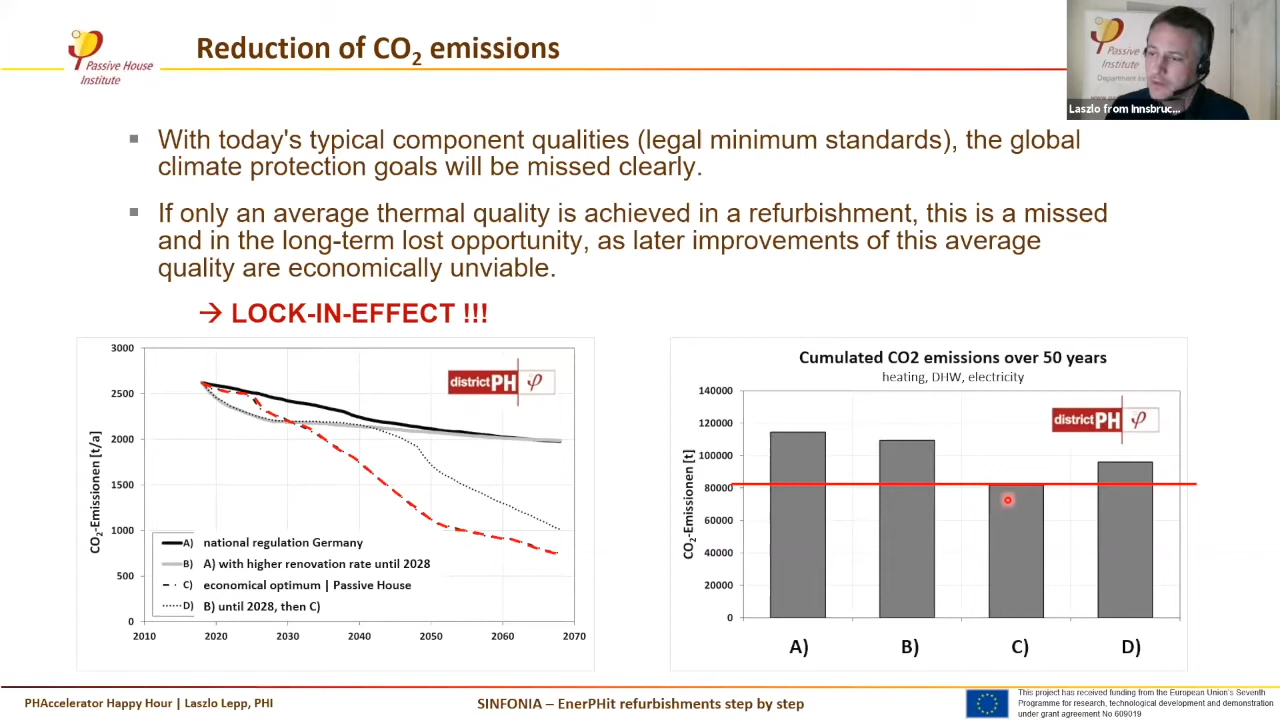 Passive House
Institute
Reduction of CO2 emissions
Passive House
Institute
Laszlo from Innsbruc...
▪ With today's typical component qualities (legal minimum standards), the global
climate protection goals will be missed clearly.
▪ If only an average thermal quality is achieved in a refurbishment, this is a missed
and in the long-term lost opportunity, as later improvements of this average
quality are economically unviable.
→ LOCK-IN-EFFECT !!!
CO2-Emissionen [t/a]
3000
2500
2000
1500
1000
500
0
2010 2020 2030 2040 2050 2060 2070
districtPH
A) national regulation Germany
B) A) with higher renovation rate until 2028
C) economical optimum | Passive House
D) B) until 2028, then C)
Cumulated CO2 emissions over 50 years
heating, DHW, electricity
CO2-Emissionen [t]
140000
120000
100000
80000
60000
40000
20000
0
districtPH
A) B) C) D)
PHAccelerator Happy Hour | Laszlo Lepp, PHI
SINFONIA – EnerPHit refurbishments step by step
This project has received funding from the European Union's Seventh
Programme for research, technological development and demonstration
under grant agreement No 609019